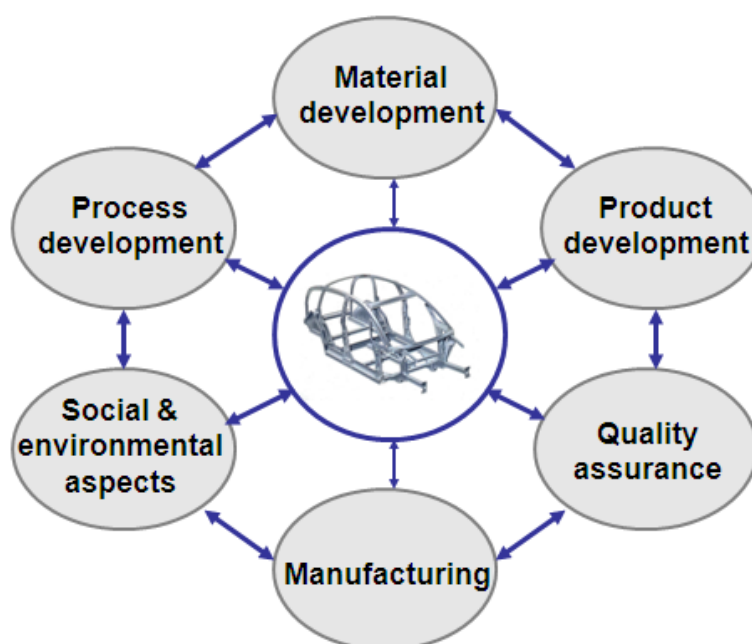 Material
development
Process
development
Product
development
Social &
environmental
aspects
Quality
assurance
Manufacturing